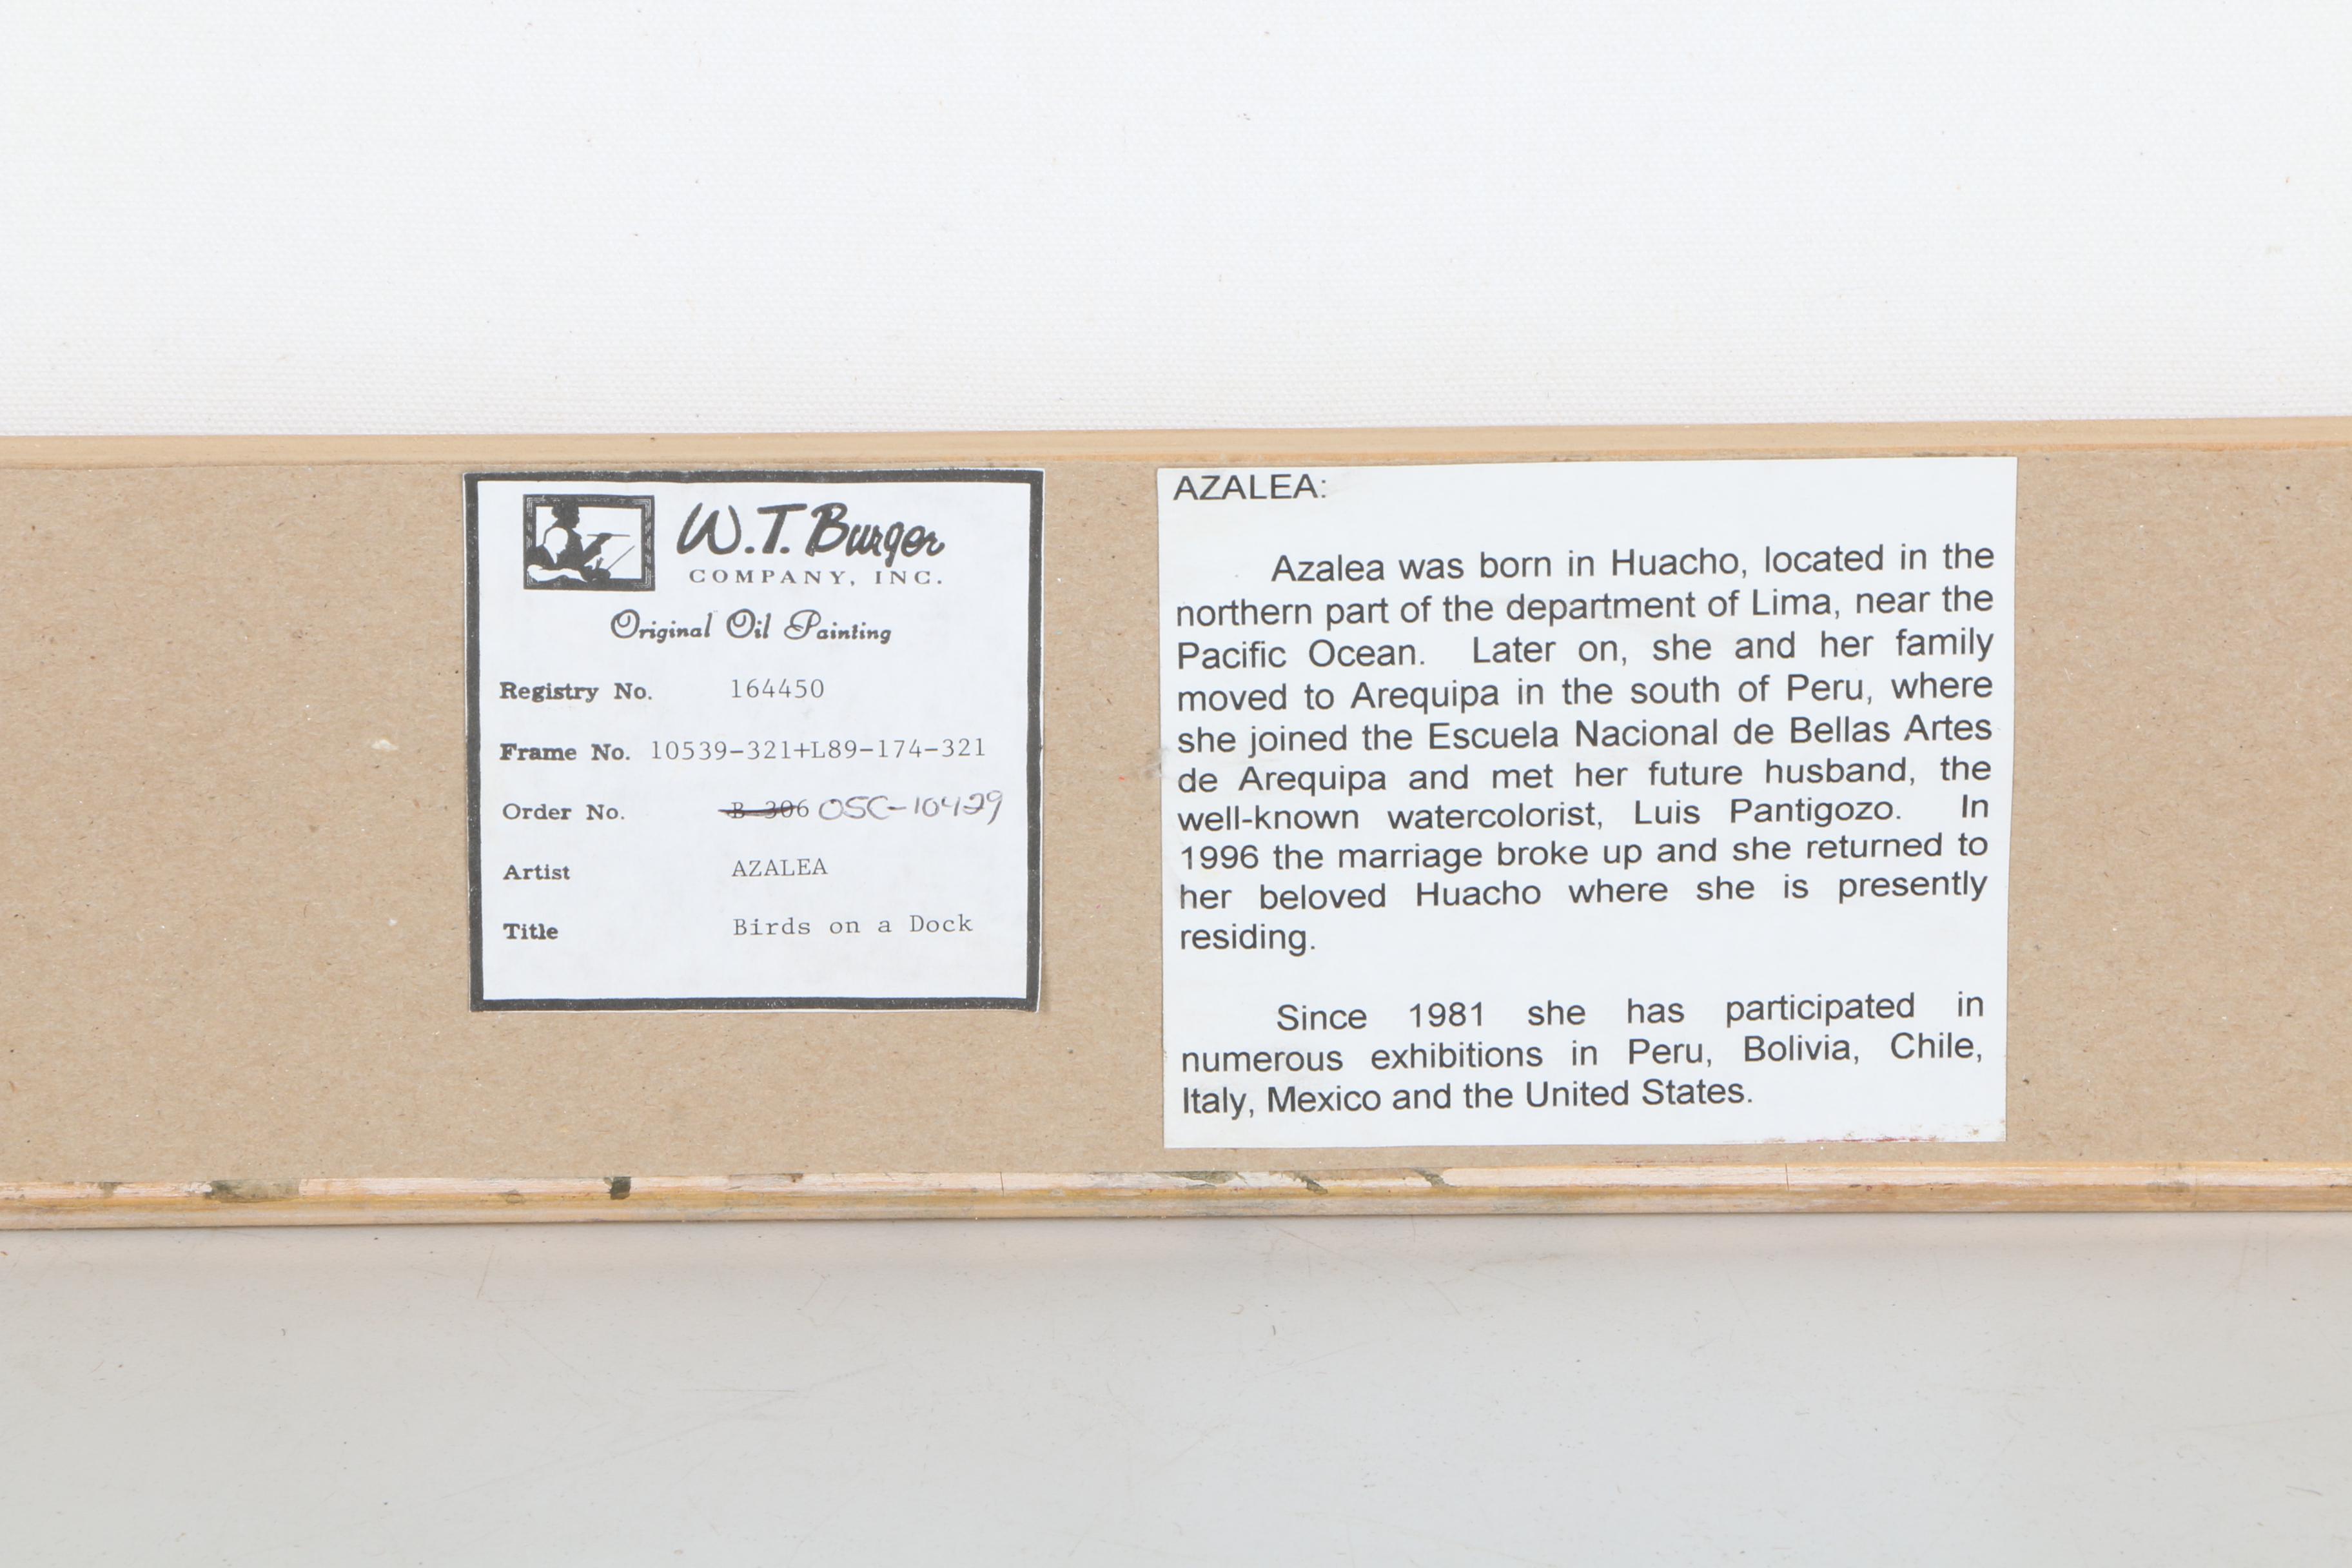 W.T. Burger
COMPANY, INC.
Original Oil Painting
Registry No. 164450
Frame No. 10539-321+L89-174-321
Order No. B-306 OSC-10429
Artist AZALEA
Title Birds on a Dock
AZALEA:
Azalea was born in Huacho, located in the
northern part of the department of Lima, near the
Pacific Ocean. Later on, she and her family
moved to Arequipa in the south of Peru, where
she joined the Escuela Nacional de Bellas Artes
de Arequipa and met her future husband, the
well-known watercolorist, Luis Pantigozo. In
1996 the marriage broke up and she returned to
her beloved Huacho where she is presently
residing.
Since 1981 she has participated in
numerous exhibitions in Peru, Bolivia, Chile,
Italy, Mexico and the United States.